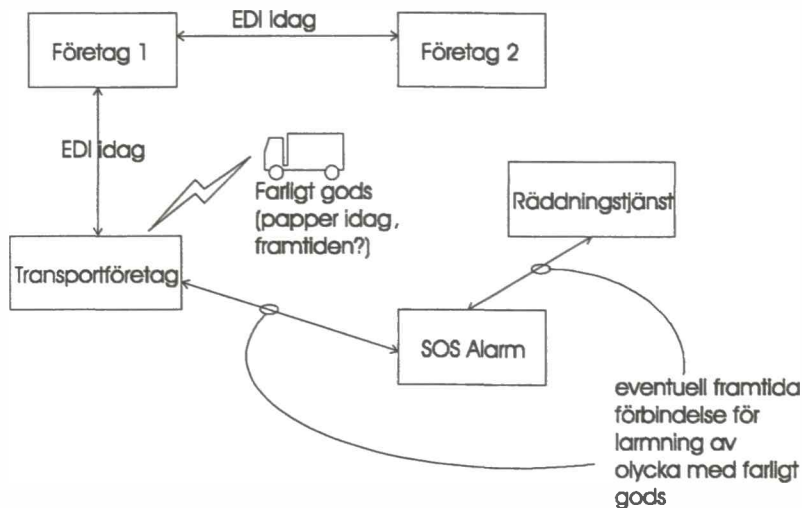 EDI idag
Företag 1
Företag 2
EDI idag
Farligt gods
(papper idag,
framtiden?)
Räddningstjänst
Transportföretag
SOS Alarm
eventuell framtida
förbindelse för
larmning av
olycka med farligt
gods